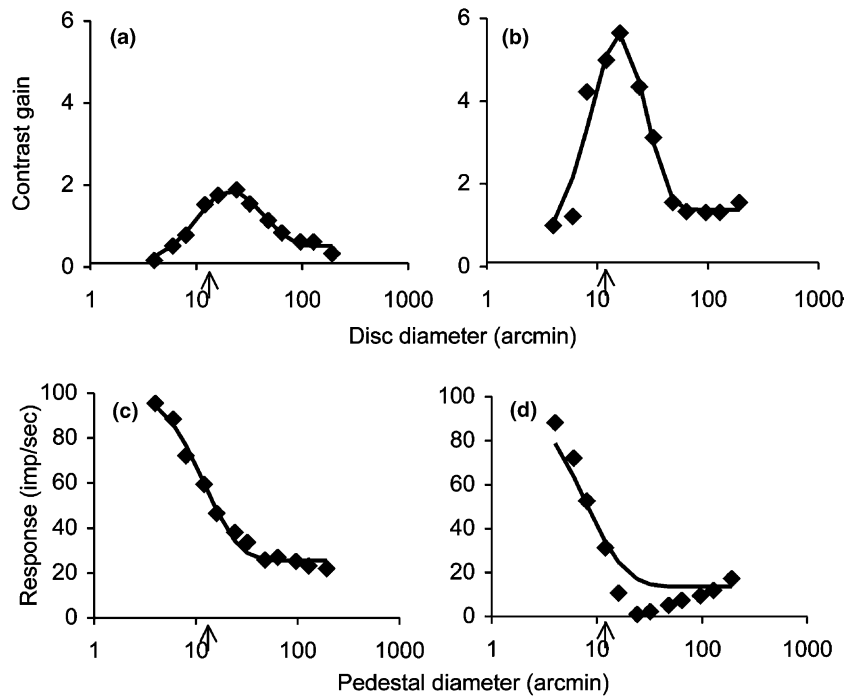 (a)
Contrast gain
6
4
2
0
1 10 100 1000
(b)
6
4
2
0
1 10 100 1000
Disc diameter (arcmin)
(c)
Response (imp/sec)
100
80
60
40
20
0
1 10 100 1000
(d)
100
80
60
40
20
0
1 10 100 1000
Pedestal diameter (arcmin)